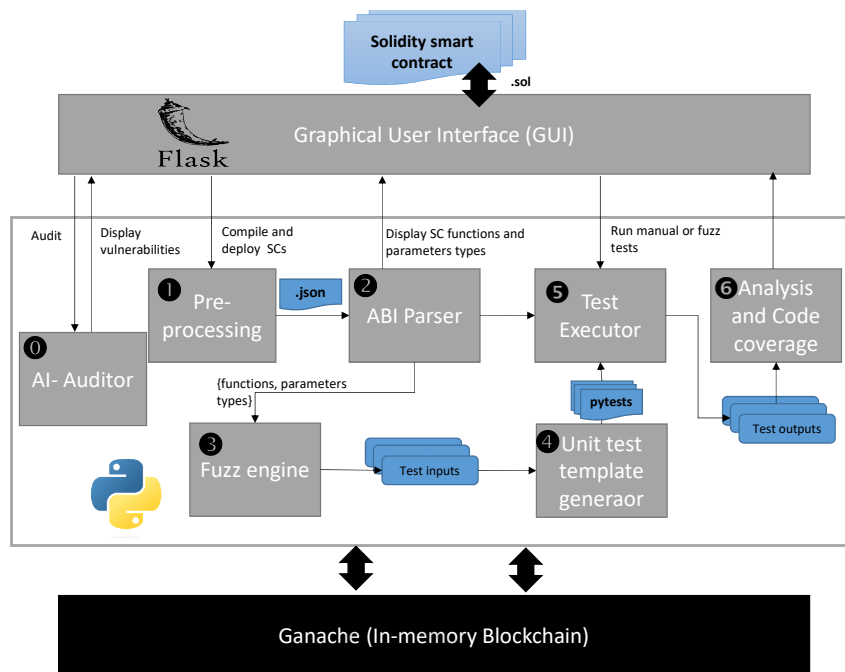 Solidity smart
contract
.sol
Graphical User Interface (GUI)
Flask
Audit
Display
vulnerabilities
Compile and
deploy SCs
Display SC functions and
parameters types
Run manual or fuzz
tests
0
AI- Auditor
1
Pre-
processing
.json
2
ABI Parser
5
Test
Executor
6
Analysis
and Code
coverage
{functions, parameters
types}
pytests
Test outputs
3
Fuzz engine
Test inputs
4
Unit test
template
generaor
Ganache (In-memory Blockchain)